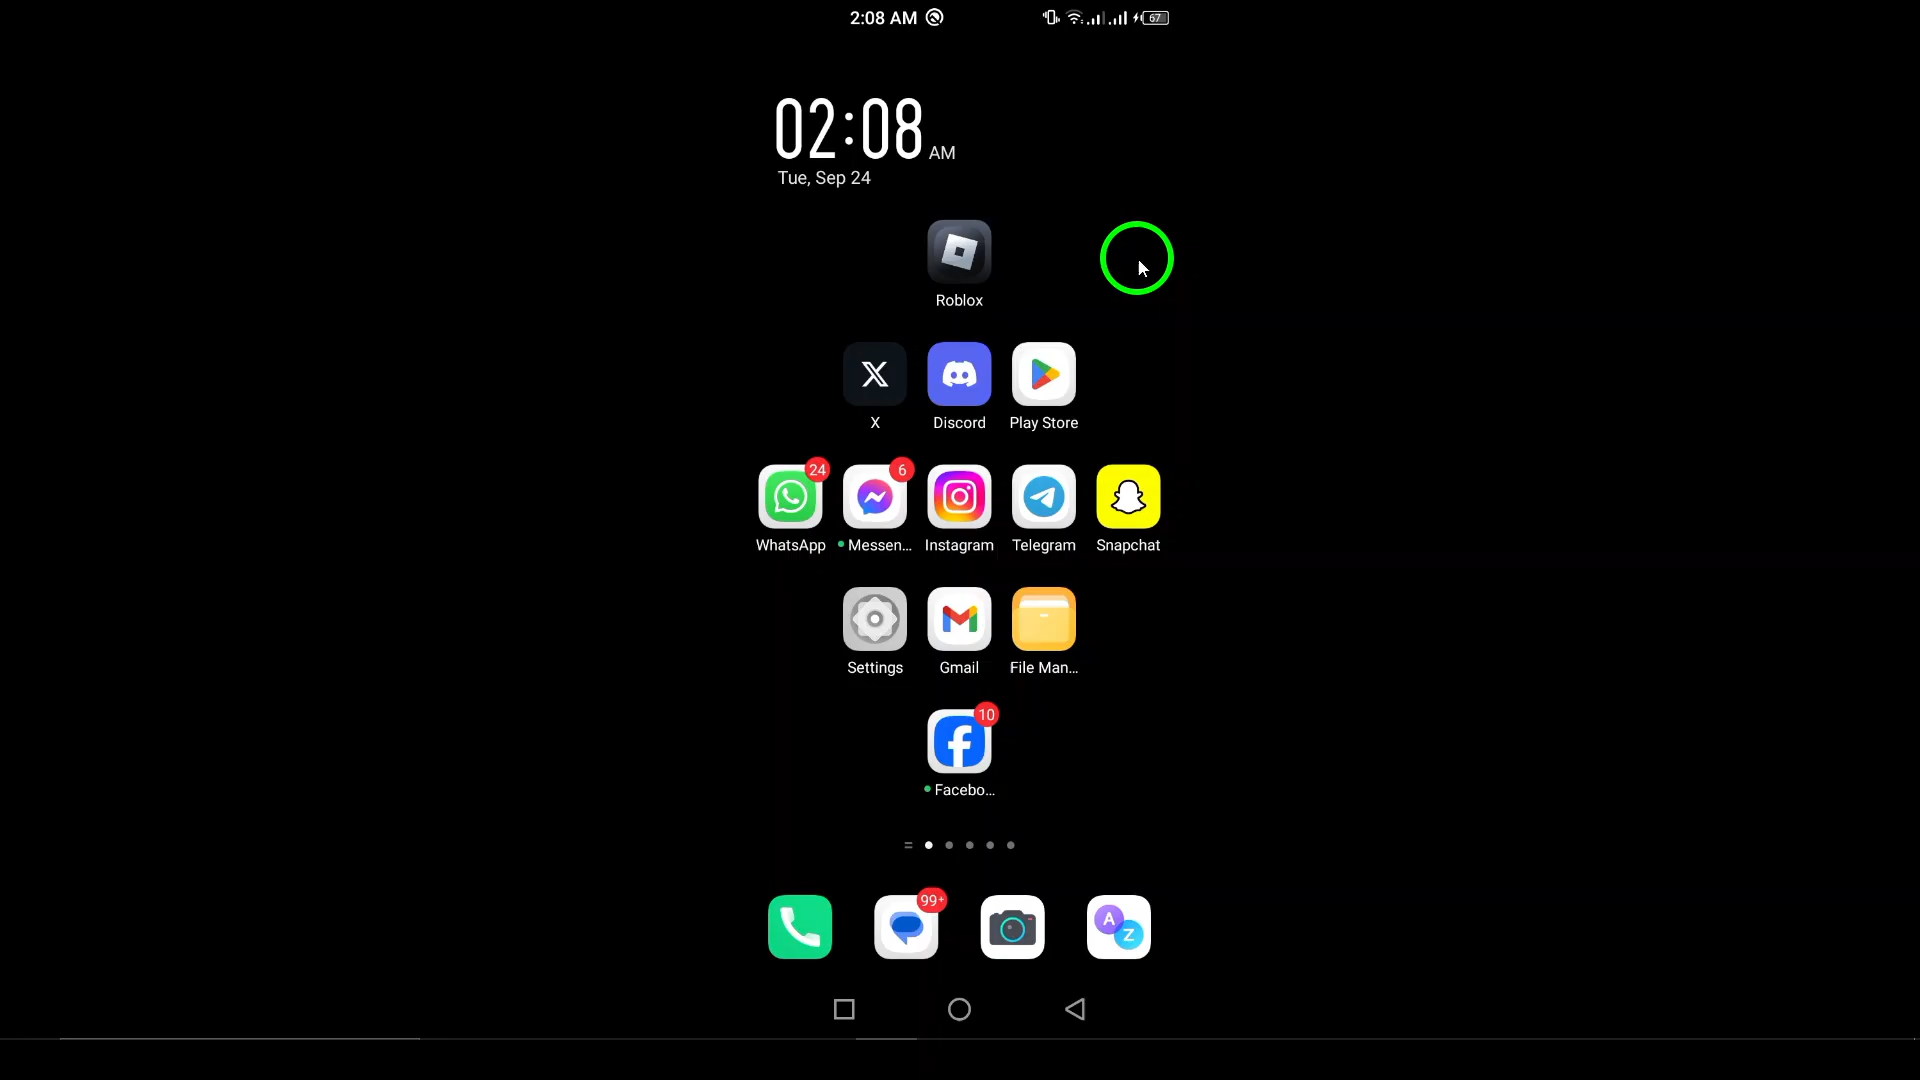 2:08 AM
67
02:08 AM
Tue, Sep 24
Roblox
X
Discord
Play Store
24
6
WhatsApp
Messen...
Instagram
Telegram
Snapchat
Settings
Gmail
File Man...
10
Facebo...
99+
A
Z